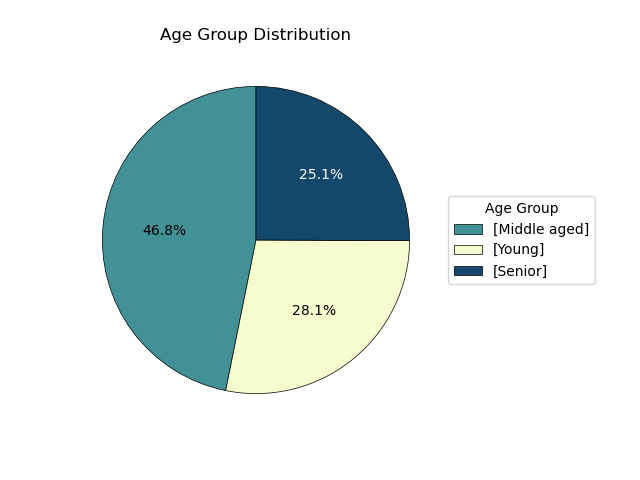 Age Group Distribution
25.1%
46.8%
28.1%
Age Group
[Middle aged]
[Young]
[Senior]